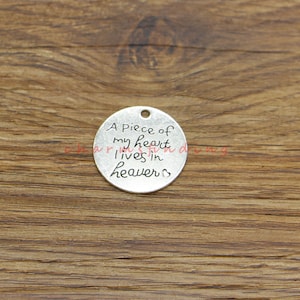 A piece of
my heart
lives in
heaven